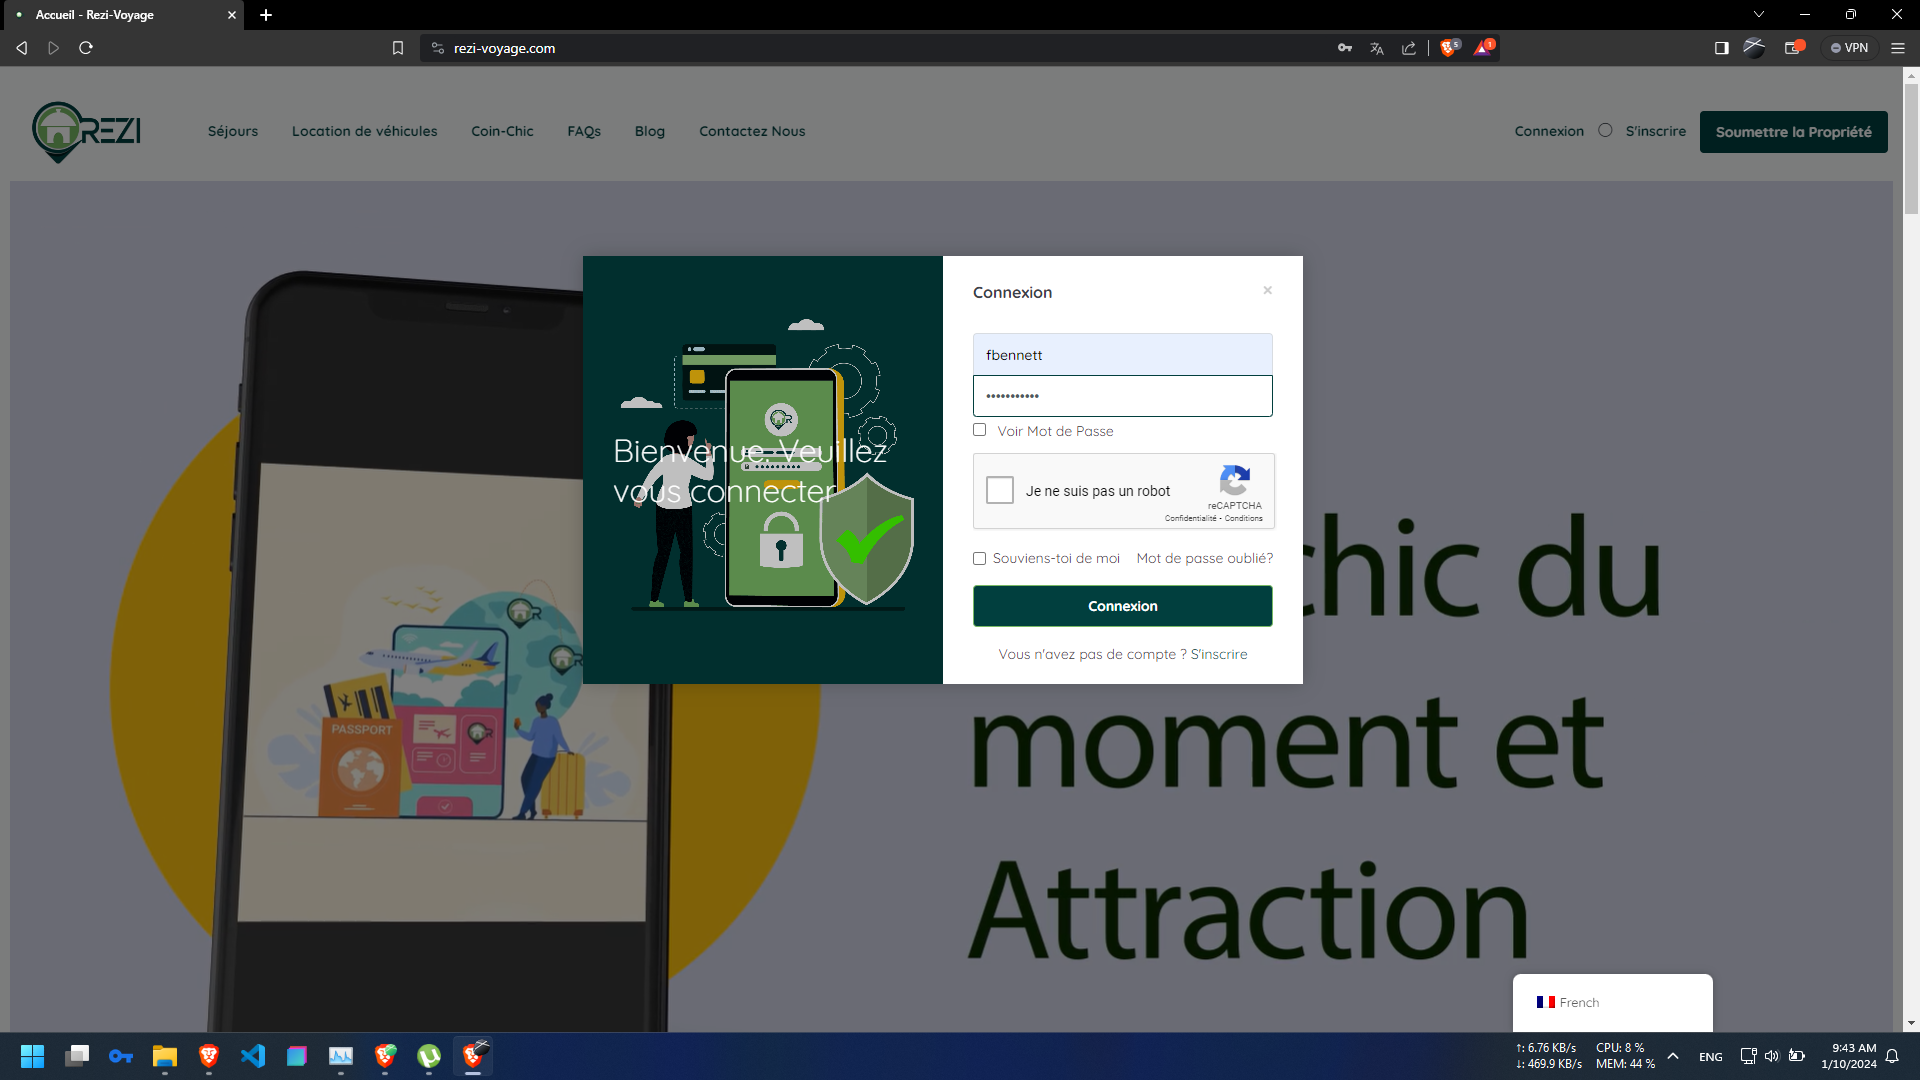 Accueil - Rezi-Voyage
rezi-voyage.com
5
1
VPN
REZI
Séjours
Location de véhicules
Coin-Chic
FAQs
Blog
Contactez Nous
Connexion
S'inscrire
Soumettre la Propriété
Bienvenue. Veuillez
vous connecter
Connexion
×
fbennett
•••••••••••
Voir Mot de Passe
Je ne suis pas un robot
reCAPTCHA
Confidentialité - Conditions
Souviens-toi de moi
Mot de passe oublié?
Connexion
Vous n'avez pas de compte ? S'inscrire
PASSPORT
chic du
moment et
Attraction
French
↑: 6.76 KB/s
↓: 469.9 KB/s
CPU: 8 %
MEM: 44 %
ENG
9:43 AM
1/10/2024